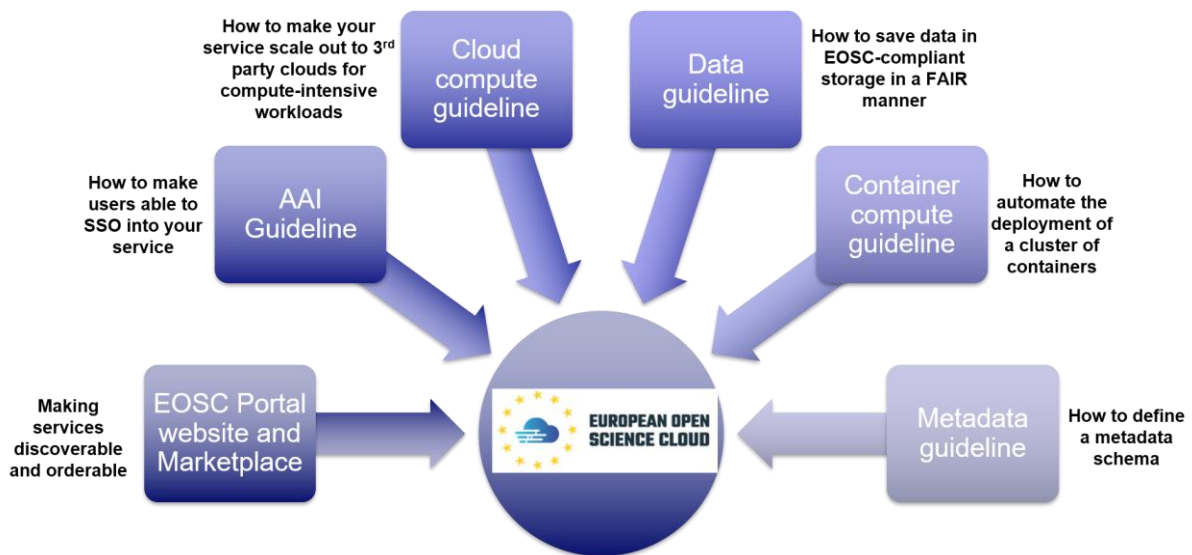 How to make your
service scale out to 3rd
party clouds for
compute-intensive
workloads
Cloud
compute
guideline
Data
guideline
How to save data in
EOSC-compliant
storage in a FAIR
manner
How to make
users able to
SSO into your
service
AAI
Guideline
Container
compute
guideline
How to
automate the
deployment of
a cluster of
containers
Making
services
discoverable
and orderable
EOSC Portal
website and
Marketplace
EUROPEAN OPEN
SCIENCE CLOUD
Metadata
guideline
How to define
a metadata
schema